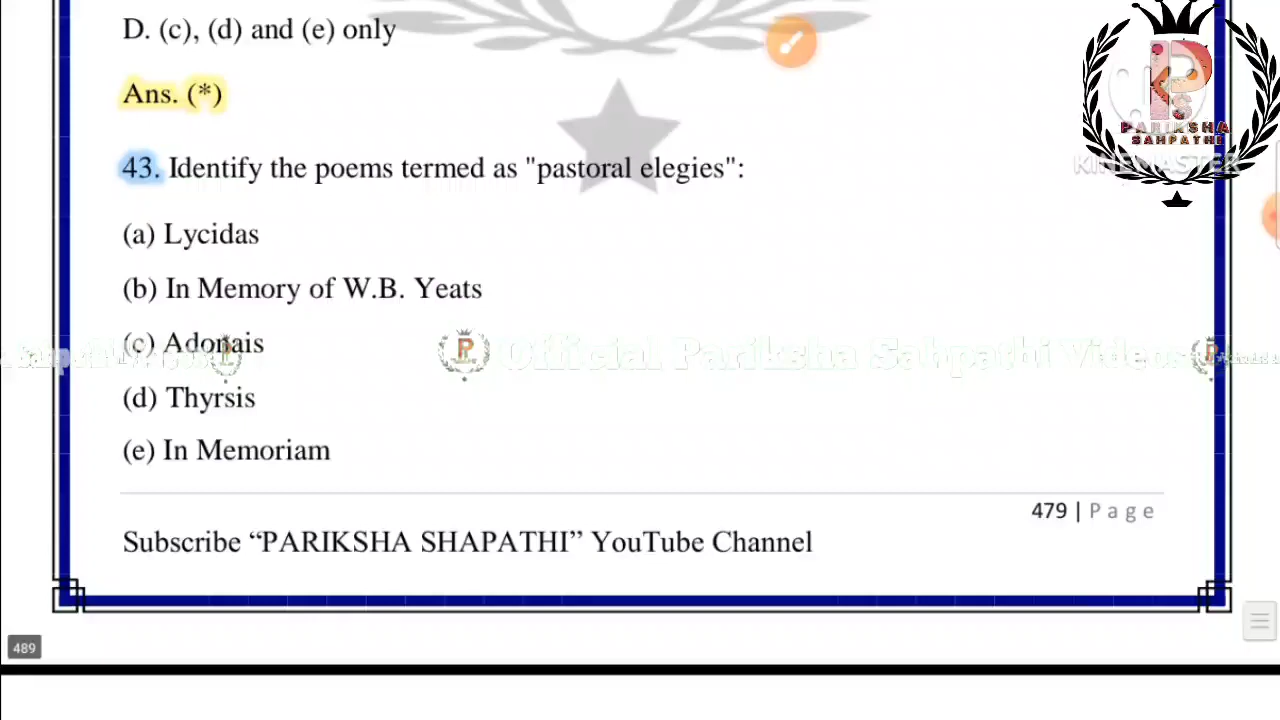 D. (c), (d) and (e) only
Ans. (*)
43. Identify the poems termed as "pastoral elegies":
(a) Lycidas
(b) In Memory of W.B. Yeats
(c) Adonais
(d) Thyrsis
(e) In Memoriam
479 | Page
Subscribe “PARIKSHA SHAPATHI” YouTube Channel
489
PARIKSHA
SAHPATHI
KINEMASTER
Official Pariksha Sahpathi Videos